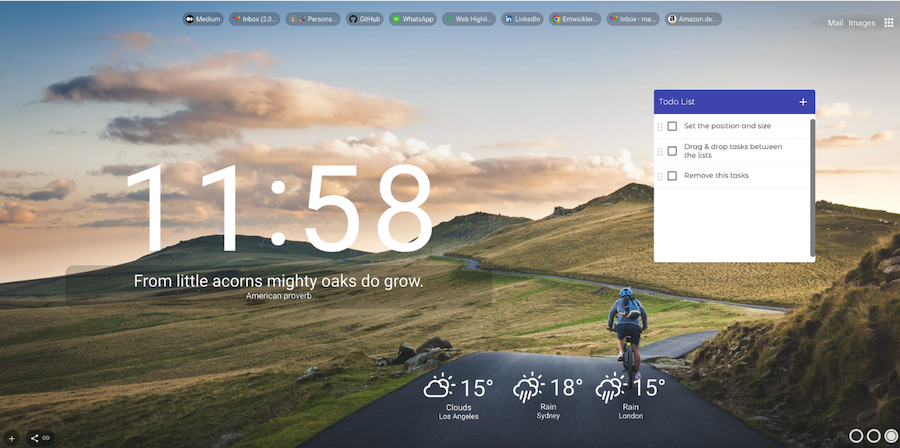 Medium
Inbox (2,0...
Persona...
GitHub
WhatsApp
Web Highli...
LinkedIn
Entwickler...
Inbox - ma...
Amazon.de:...
Mail Images
Todo List
Set the position and size
Drag & drop tasks between
the lists
Remove this tasks
11:58
From little acorns mighty oaks do grow.
American proverb
15°
Clouds
Los Angeles
18°
Rain
Sydney
15°
Rain
London